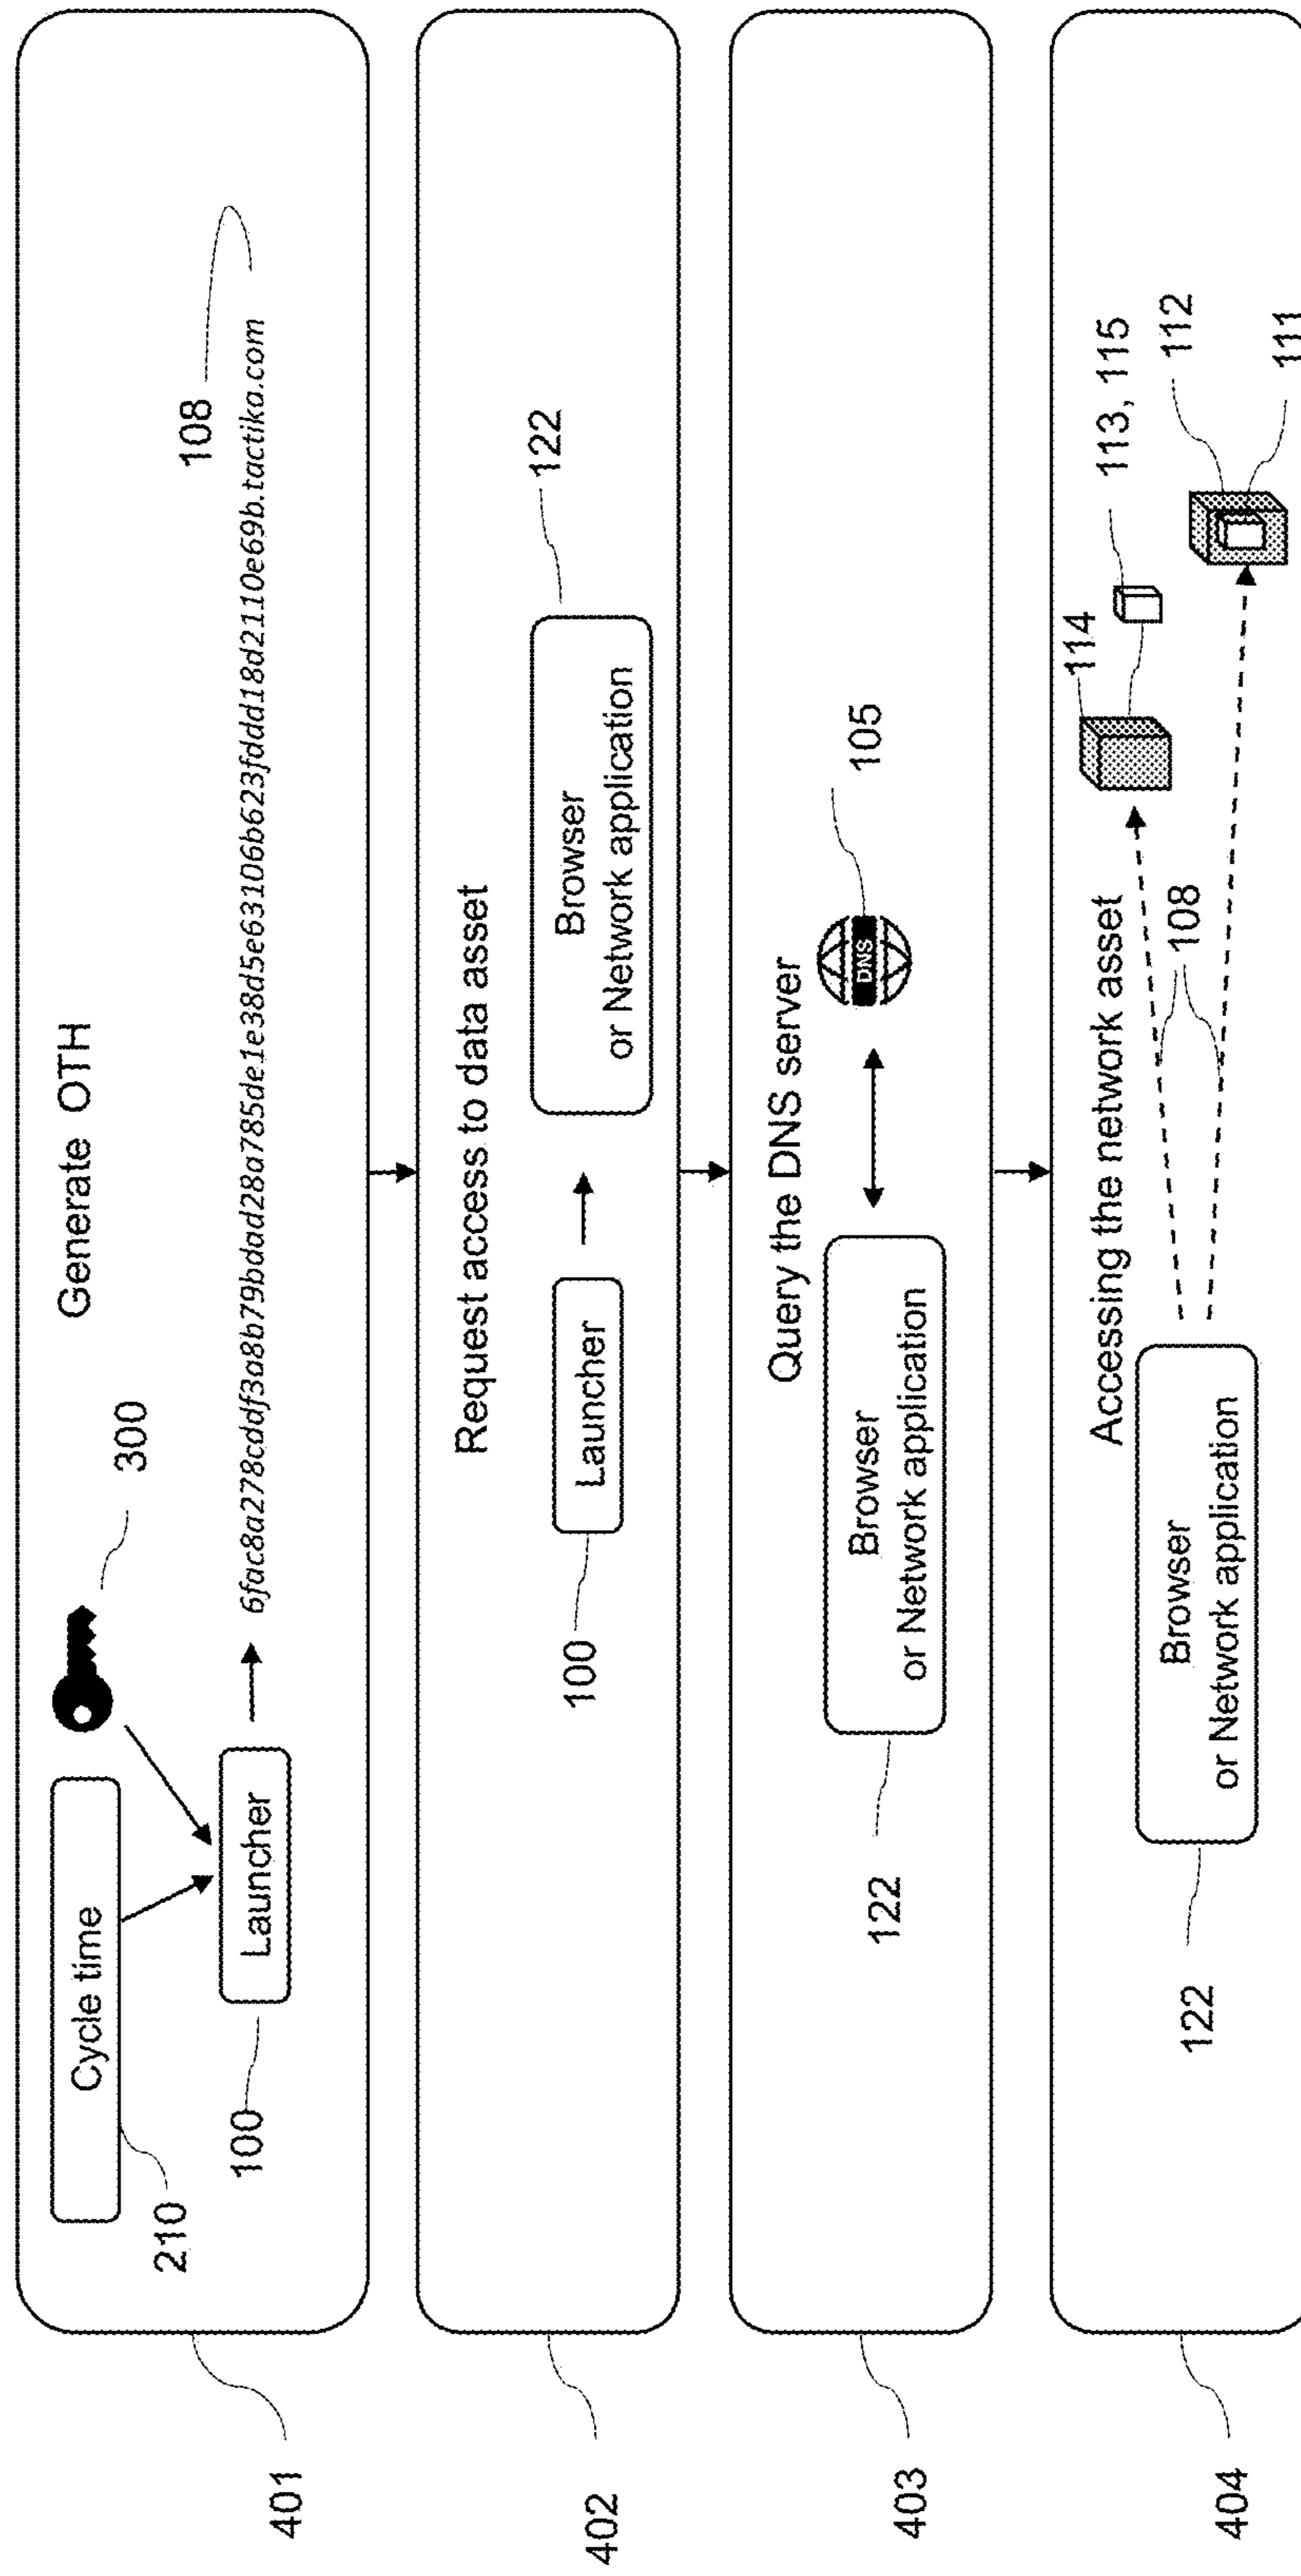 401
Generate OTH
Cycle time
210
300
Launcher
100
108
6fac8a278cddf3a8b79bdad28a785de1e38d5e63106b623fddd18d2110e69b.tactika.com
402
Request access to data asset
100
Launcher
Browser
or Network application
122
403
Query the DNS server
122
Browser
or Network application
DNS
105
404
Accessing the network asset
122
Browser
or Network application
108
114
113, 115
112
111